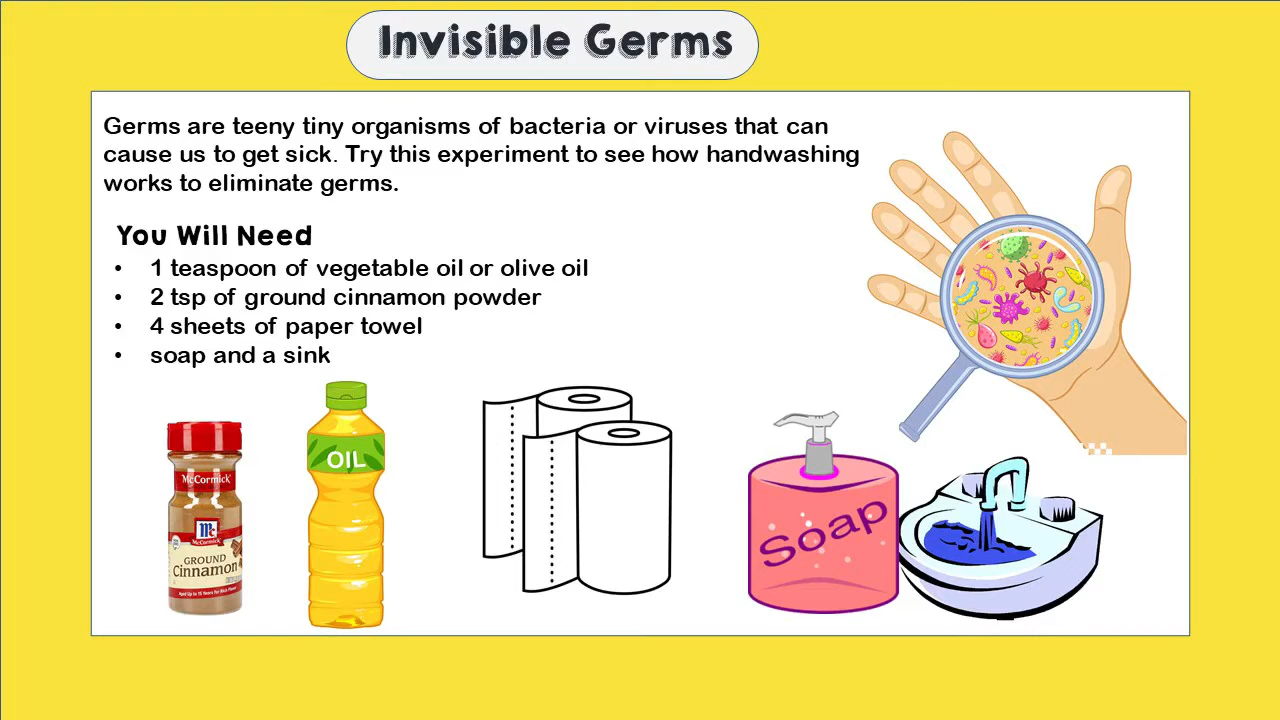 Invisible Germs
Germs are teeny tiny organisms of bacteria or viruses that can
cause us to get sick. Try this experiment to see how handwashing
works to eliminate germs.
You Will Need
• 1 teaspoon of vegetable oil or olive oil
• 2 tsp of ground cinnamon powder
• 4 sheets of paper towel
• soap and a sink
McCormick
Mc
McCormick
GROUND
Cinnamon
OIL
Soap